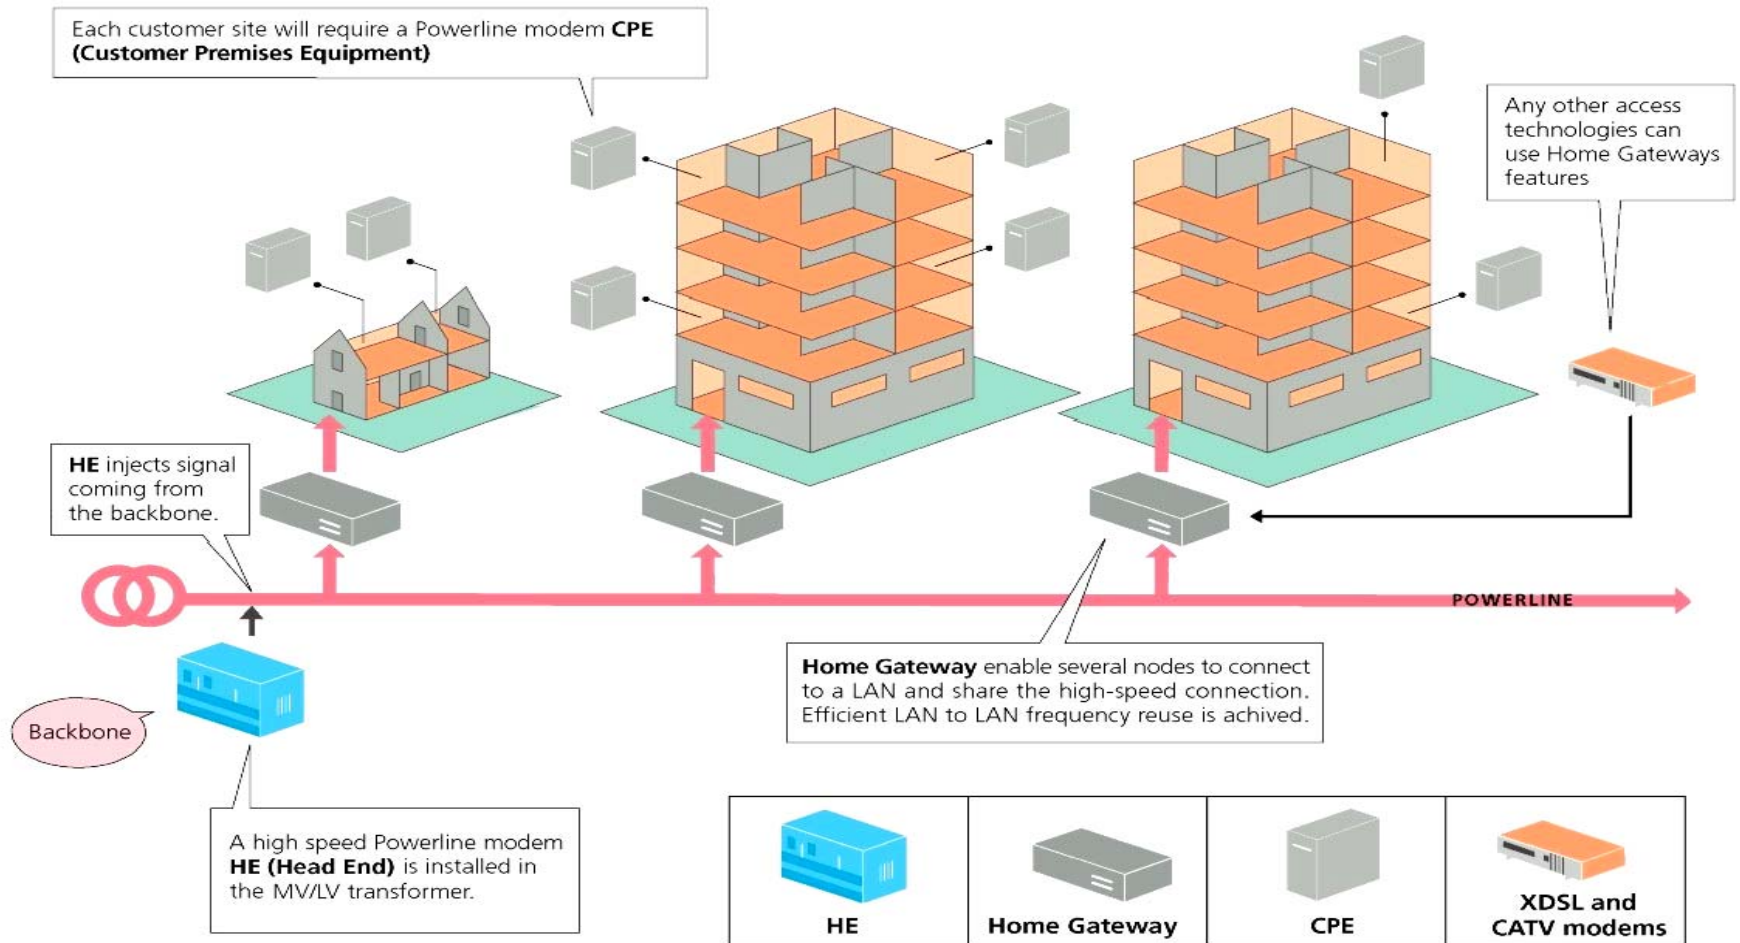 Each customer site will require a Powerline modem CPE
(Customer Premises Equipment)
Any other access
technologies can
use Home Gateways
features
HE injects signal
coming from
the backbone.
POWERLINE
Home Gateway enable several nodes to connect
to a LAN and share the high-speed connection.
Efficient LAN to LAN frequency reuse is achived.
Backbone
A high speed Powerline modem
HE (Head End) is installed in
the MV/LV transformer.
HE
Home Gateway
CPE
XDSL and
CATV modems